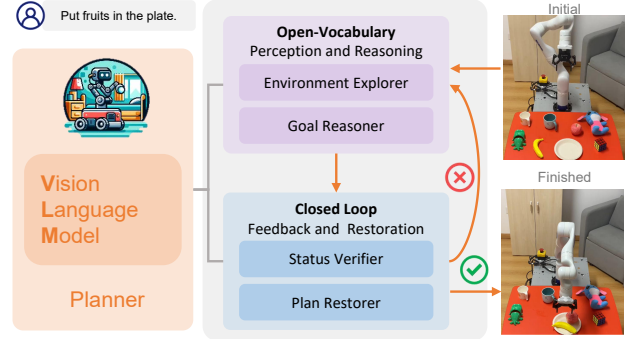 Put fruits in the plate.
Vision
Language
Model
Planner
Open-Vocabulary
Perception and Reasoning
Environment Explorer
Goal Reasoner
Closed Loop
Feedback and Restoration
Status Verifier
Plan Restorer
Initial
Finished